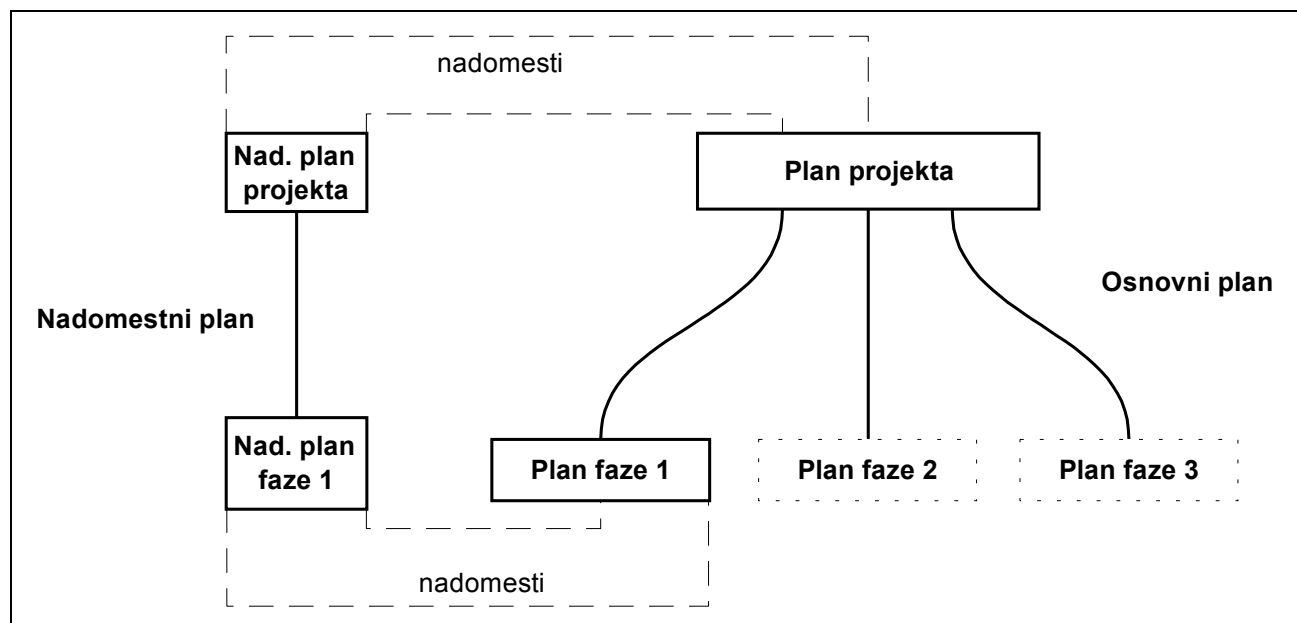 nadomesti
Nad. plan
projekta
Plan projekta
Osnovni plan
Nadomestni plan
Nad. plan
faze 1
Plan faze 1
Plan faze 2
Plan faze 3
nadomesti